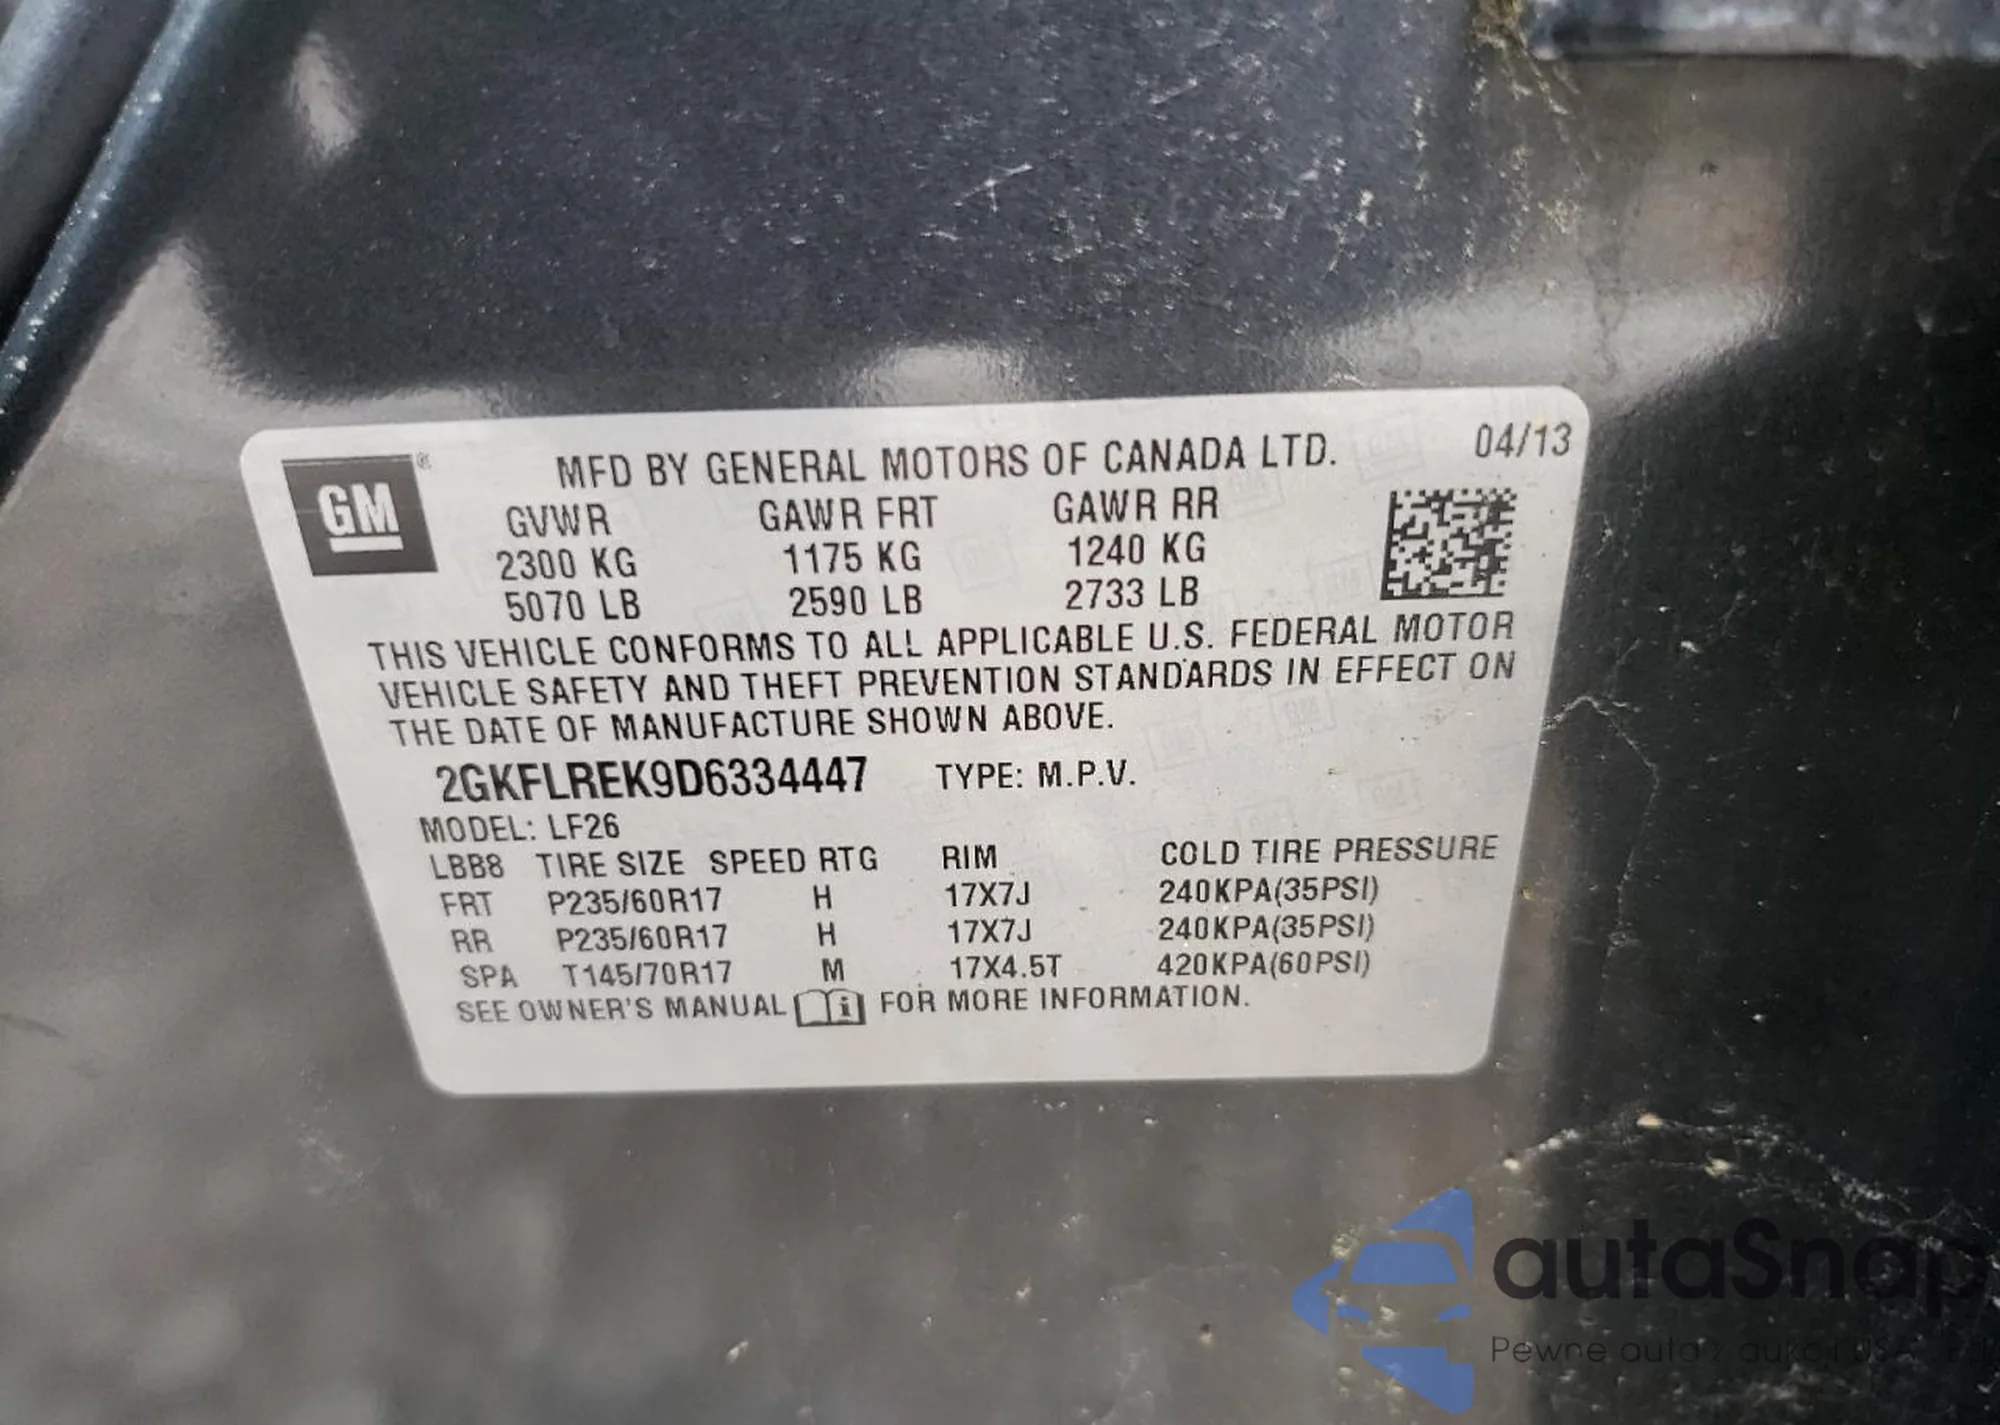 GM®
MFD BY GENERAL MOTORS OF CANADA LTD.
04/13
GVWR GAWR FRT GAWR RR
2300 KG 1175 KG 1240 KG
5070 LB 2590 LB 2733 LB
THIS VEHICLE CONFORMS TO ALL APPLICABLE U.S. FEDERAL MOTOR
VEHICLE SAFETY AND THEFT PREVENTION STANDARDS IN EFFECT ON
THE DATE OF MANUFACTURE SHOWN ABOVE.
2GKFLREK9D6334447 TYPE: M.P.V.
MODEL: LF26
LBB8 TIRE SIZE SPEED RTG RIM COLD TIRE PRESSURE
FRT P235/60R17 H 17X7J 240KPA(35PSI)
RR P235/60R17 H 17X7J 240KPA(35PSI)
SPA T145/70R17 M 17X4.5T 420KPA(60PSI)
SEE OWNER'S MANUAL i FOR MORE INFORMATION.
autaSnap
Pewne auta z aukcji USA